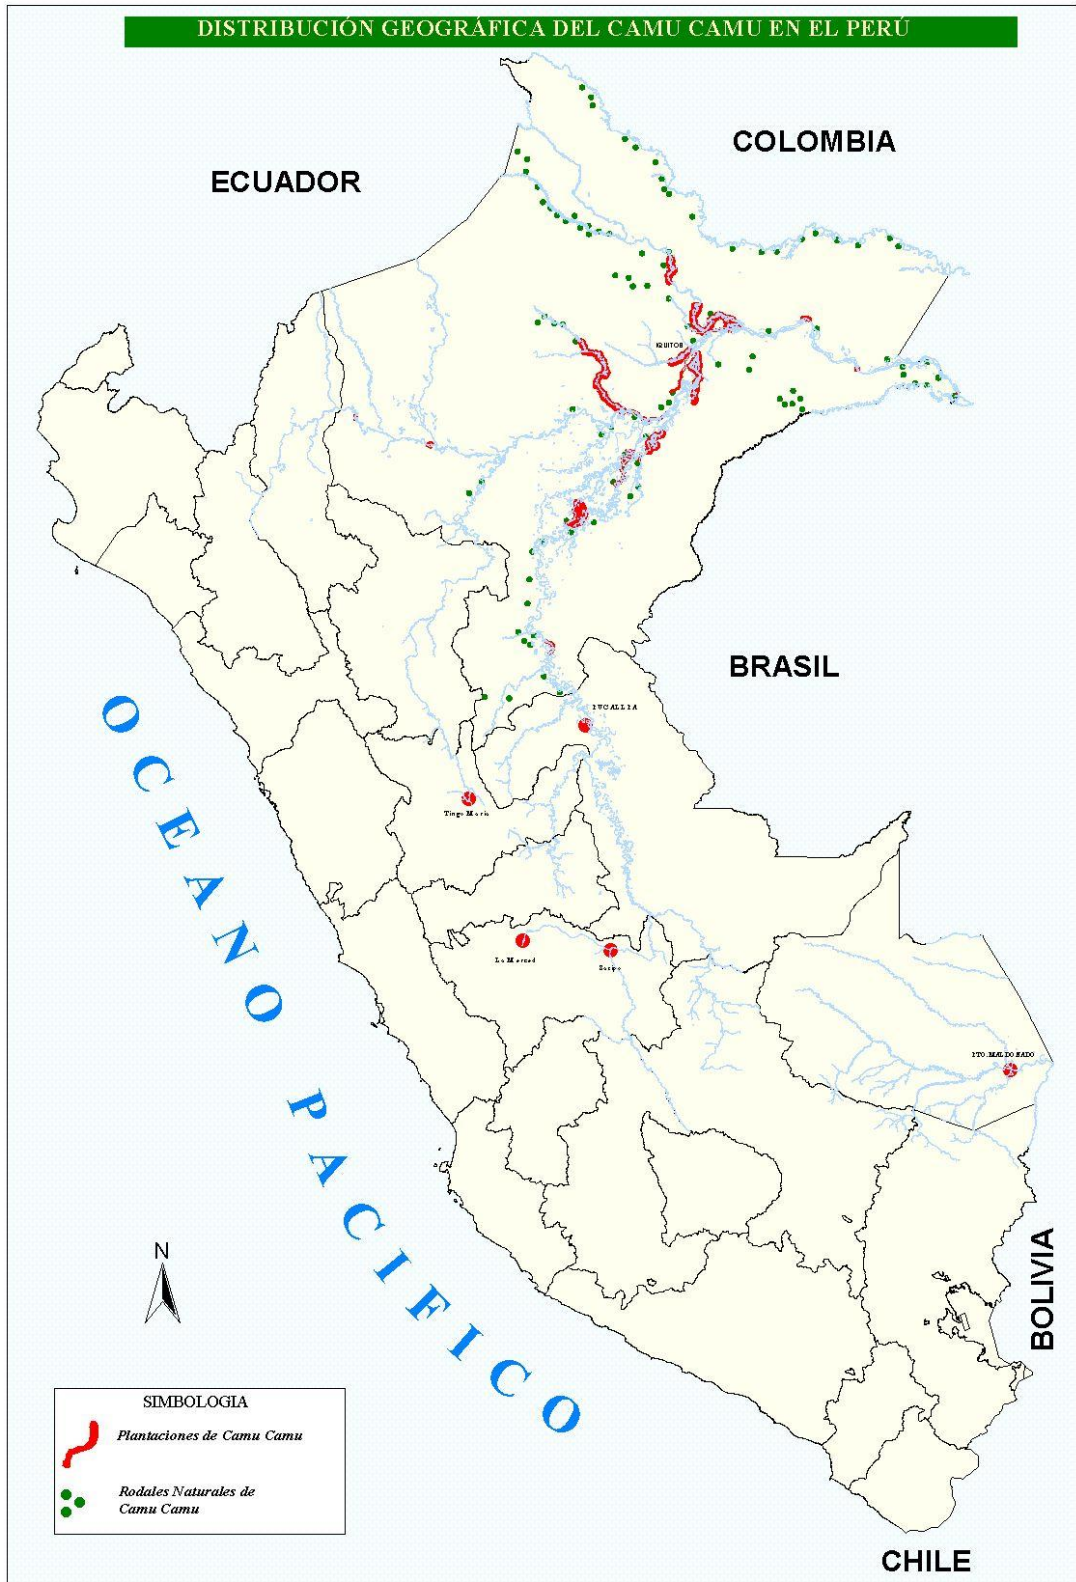 DISTRIBUCIÓN GEOGRÁFICA DEL CAMU CAMU EN EL PERÚ
COLOMBIA
ECUADOR
IQUITOS
BRASIL
PUCALLPA
Tingo Maria
La Merced
Satipo
PTO. MALDONADO
OCEANO PACIFICO
BOLIVIA
N
SIMBOLOGIA
Plantaciones de Camu Camu
Rodales Naturales de
Camu Camu
CHILE